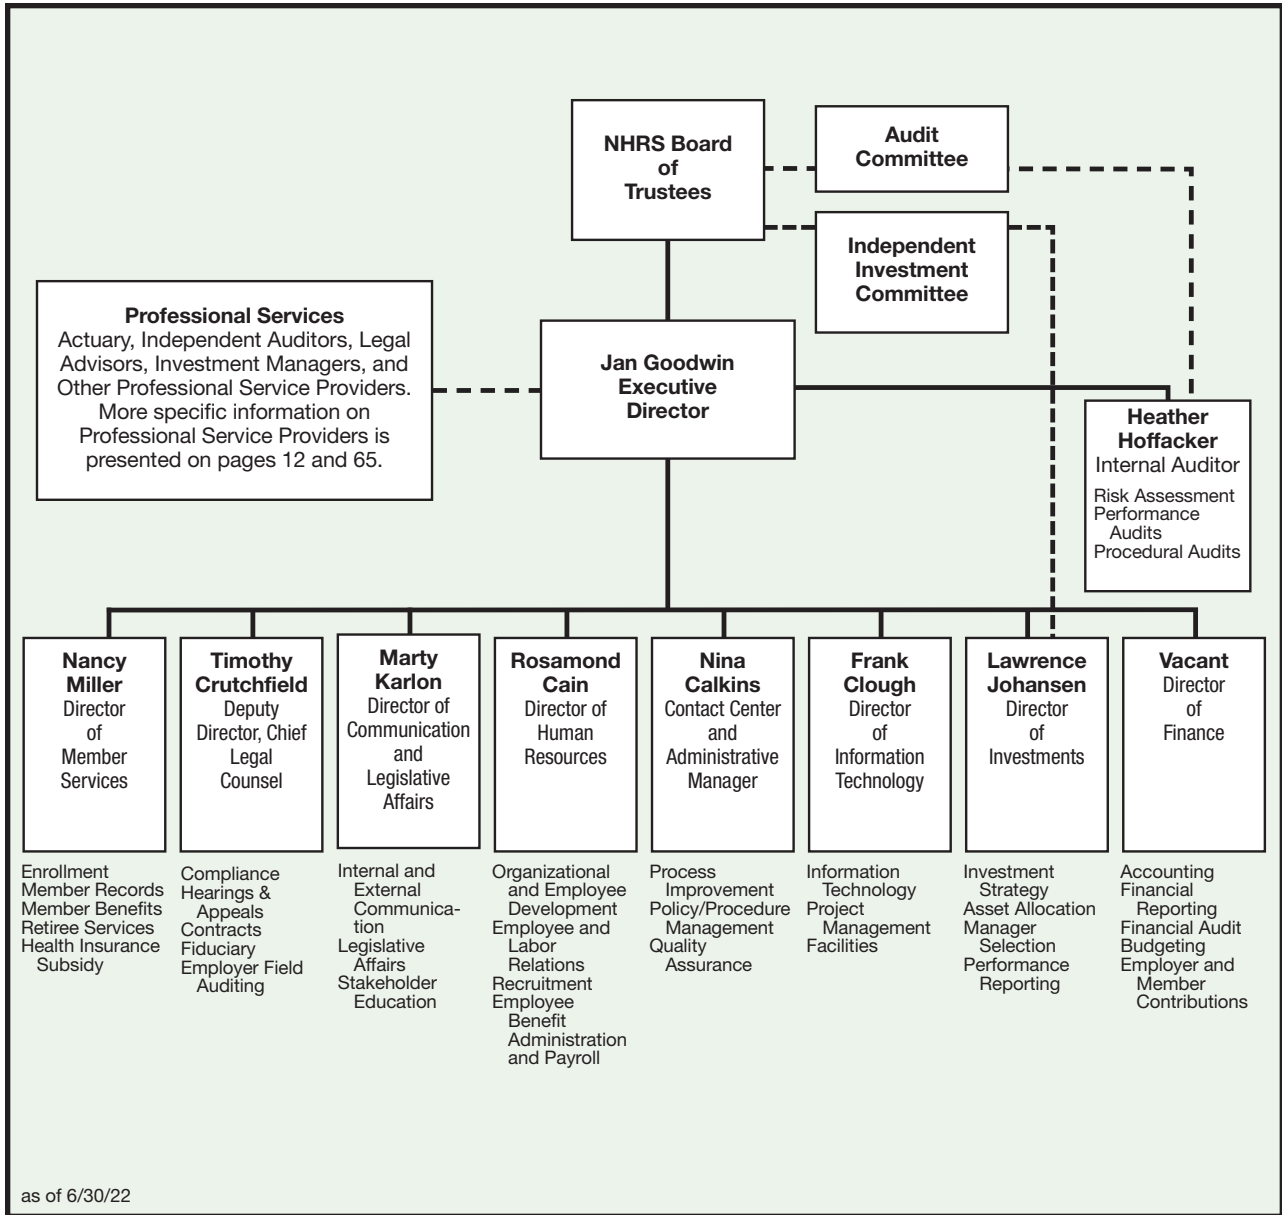 NHRS Board
of
Trustees
Audit
Committee
Independent
Investment
Committee
Professional Services
Actuary, Independent Auditors, Legal
Advisors, Investment Managers, and
Other Professional Service Providers.
More specific information on
Professional Service Providers is
presented on pages 12 and 65.
Jan Goodwin
Executive
Director
Heather
Hoffacker
Internal Auditor
Risk Assessment
Performance
Audits
Procedural Audits
Nancy
Miller
Director
of
Member
Services
Timothy
Crutchfield
Deputy
Director, Chief
Legal
Counsel
Marty
Karlon
Director of
Communication
and
Legislative
Affairs
Rosamond
Cain
Director of
Human
Resources
Nina
Calkins
Contact Center
and
Administrative
Manager
Frank
Clough
Director
of
Information
Technology
Lawrence
Johansen
Director
of
Investments
Vacant
Director
of
Finance
Enrollment
Member Records
Member Benefits
Retiree Services
Health Insurance
Subsidy
Compliance
Hearings &
Appeals
Contracts
Fiduciary
Employer Field
Auditing
Internal and
External
Communica-
tion
Legislative
Affairs
Stakeholder
Education
Organizational
and Employee
Development
Employee and
Labor
Relations
Recruitment
Employee
Benefit
Administration
and Payroll
Process
Improvement
Policy/Procedure
Management
Quality
Assurance
Information
Technology
Project
Management
Facilities
Investment
Strategy
Asset Allocation
Manager
Selection
Performance
Reporting
Accounting
Financial
Reporting
Financial Audit
Budgeting
Employer and
Member
Contributions
as of 6/30/22